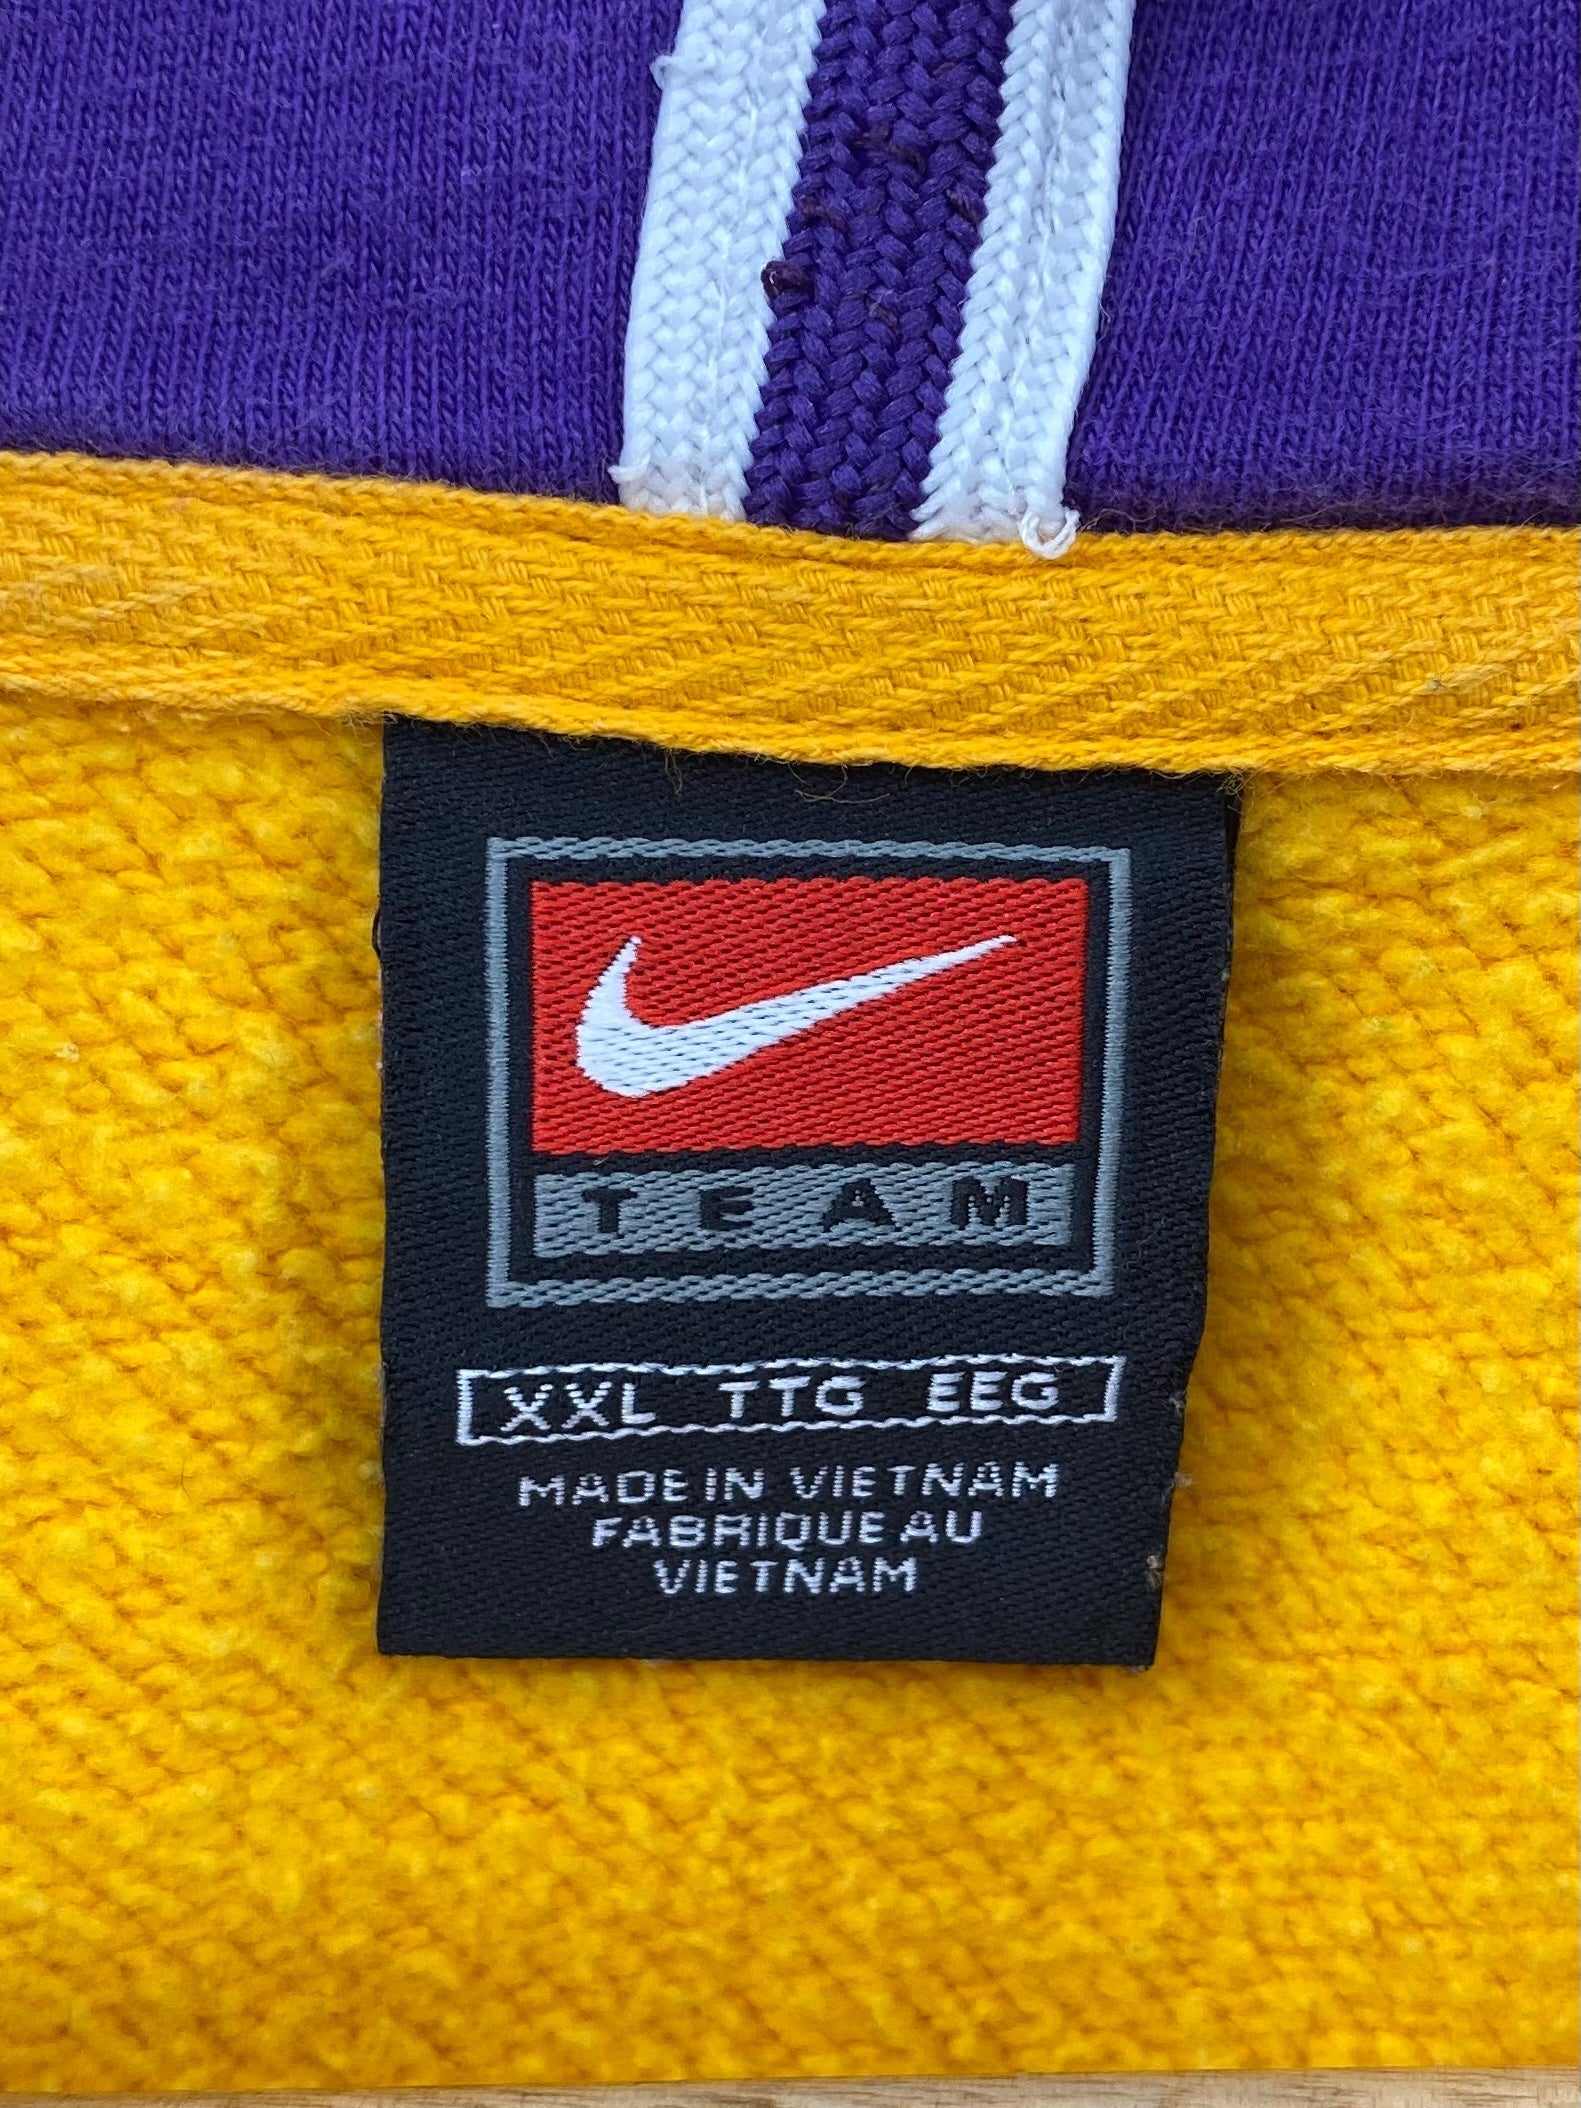 TEAM
XXL TTG EEG
MADE IN VIETNAM
FABRIQUE AU
VIETNAM